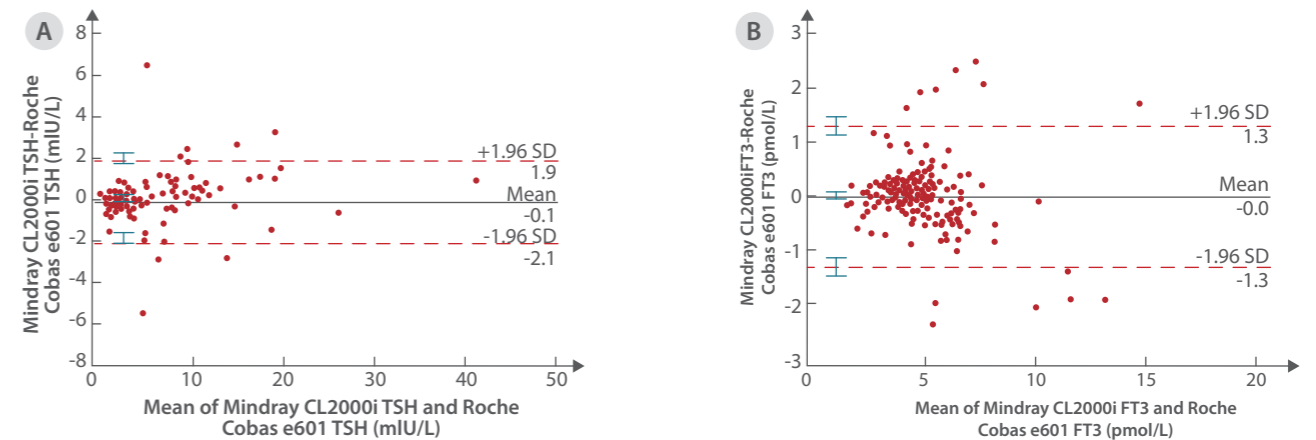 A
8
6
4
2
0
-2
-4
-6
-8
0
10
20
30
40
50
+1.96 SD
1.9
Mean
-0.1
-1.96 SD
-2.1
Mindray CL2000i TSH-Roche
Cobas e601 TSH (mlU/L)
Mean of Mindray CL2000i TSH and Roche
Cobas e601 TSH (mlU/L)
B
3
2
1
0
-1
-2
-3
0
5
10
15
20
+1.96 SD
1.3
Mean
-0.0
-1.96 SD
-1.3
Mindray CL2000iFT3-Roche
Cobas e601 FT3 (pmol/L)
Mean of Mindray CL2000i FT3 and Roche
Cobas e601 FT3 (pmol/L)